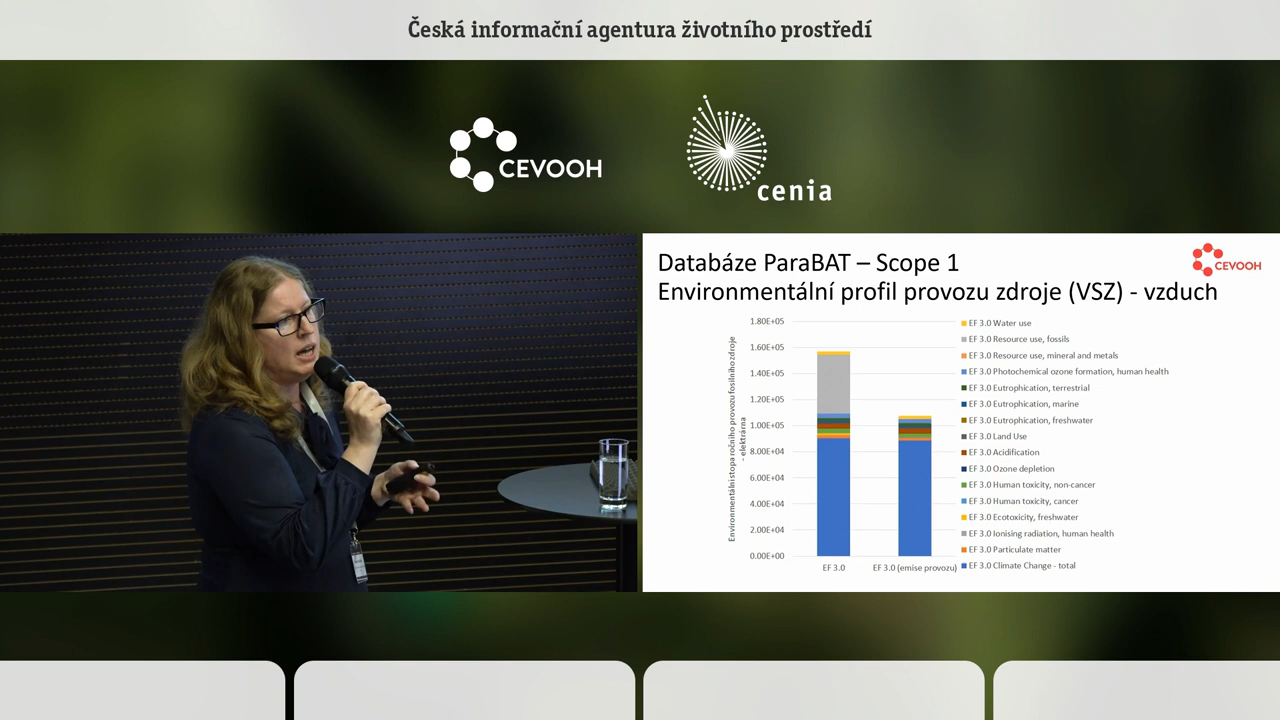 Česká informační agentura životního prostředí
CEVOOH
cenia
Databáze ParaBAT – Scope 1
Environmentální profil provozu zdroje (VSZ) - vzduch
CEVOOH
Environmentální stopa ročního provozu fosilního zdroje
- elektrárna
1.80E+05
1.60E+05
1.40E+05
1.20E+05
1.00E+05
8.00E+04
6.00E+04
4.00E+04
2.00E+04
0.00E+00
EF 3.0
EF 3.0 (emise provozu)
EF 3.0 Water use
EF 3.0 Resource use, fossils
EF 3.0 Resource use, mineral and metals
EF 3.0 Photochemical ozone formation, human health
EF 3.0 Eutrophication, terrestrial
EF 3.0 Eutrophication, marine
EF 3.0 Eutrophication, freshwater
EF 3.0 Land Use
EF 3.0 Acidification
EF 3.0 Ozone depletion
EF 3.0 Human toxicity, non-cancer
EF 3.0 Human toxicity, cancer
EF 3.0 Ecotoxicity, freshwater
EF 3.0 Ionising radiation, human health
EF 3.0 Particulate matter
EF 3.0 Climate Change - total